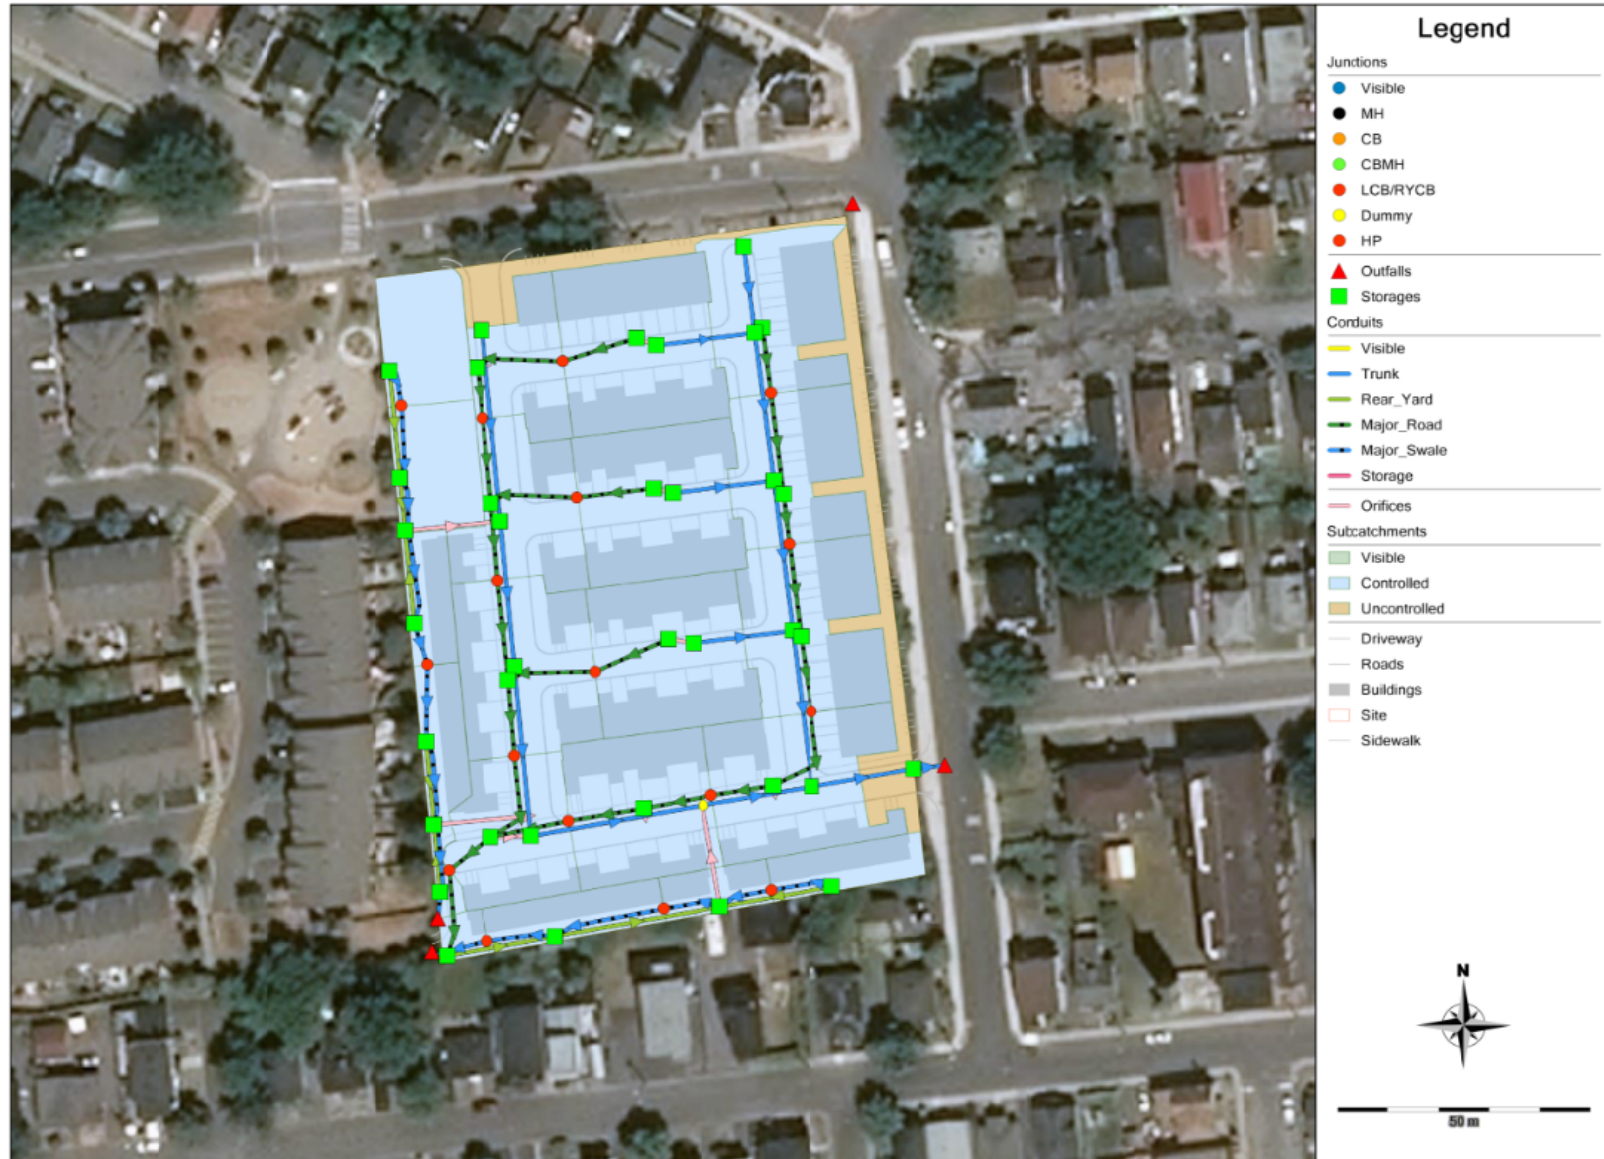 Legend
Junctions
Visible
MH
CB
CBMH
LCB/RYCB
Dummy
HP
Outfalls
Storages
Conduits
Visible
Trunk
Rear_Yard
Major_Road
Major_Swale
Storage
Orifices
Subcatchments
Visible
Controlled
Uncontrolled
Driveway
Roads
Buildings
Site
Sidewalk
N
50 m